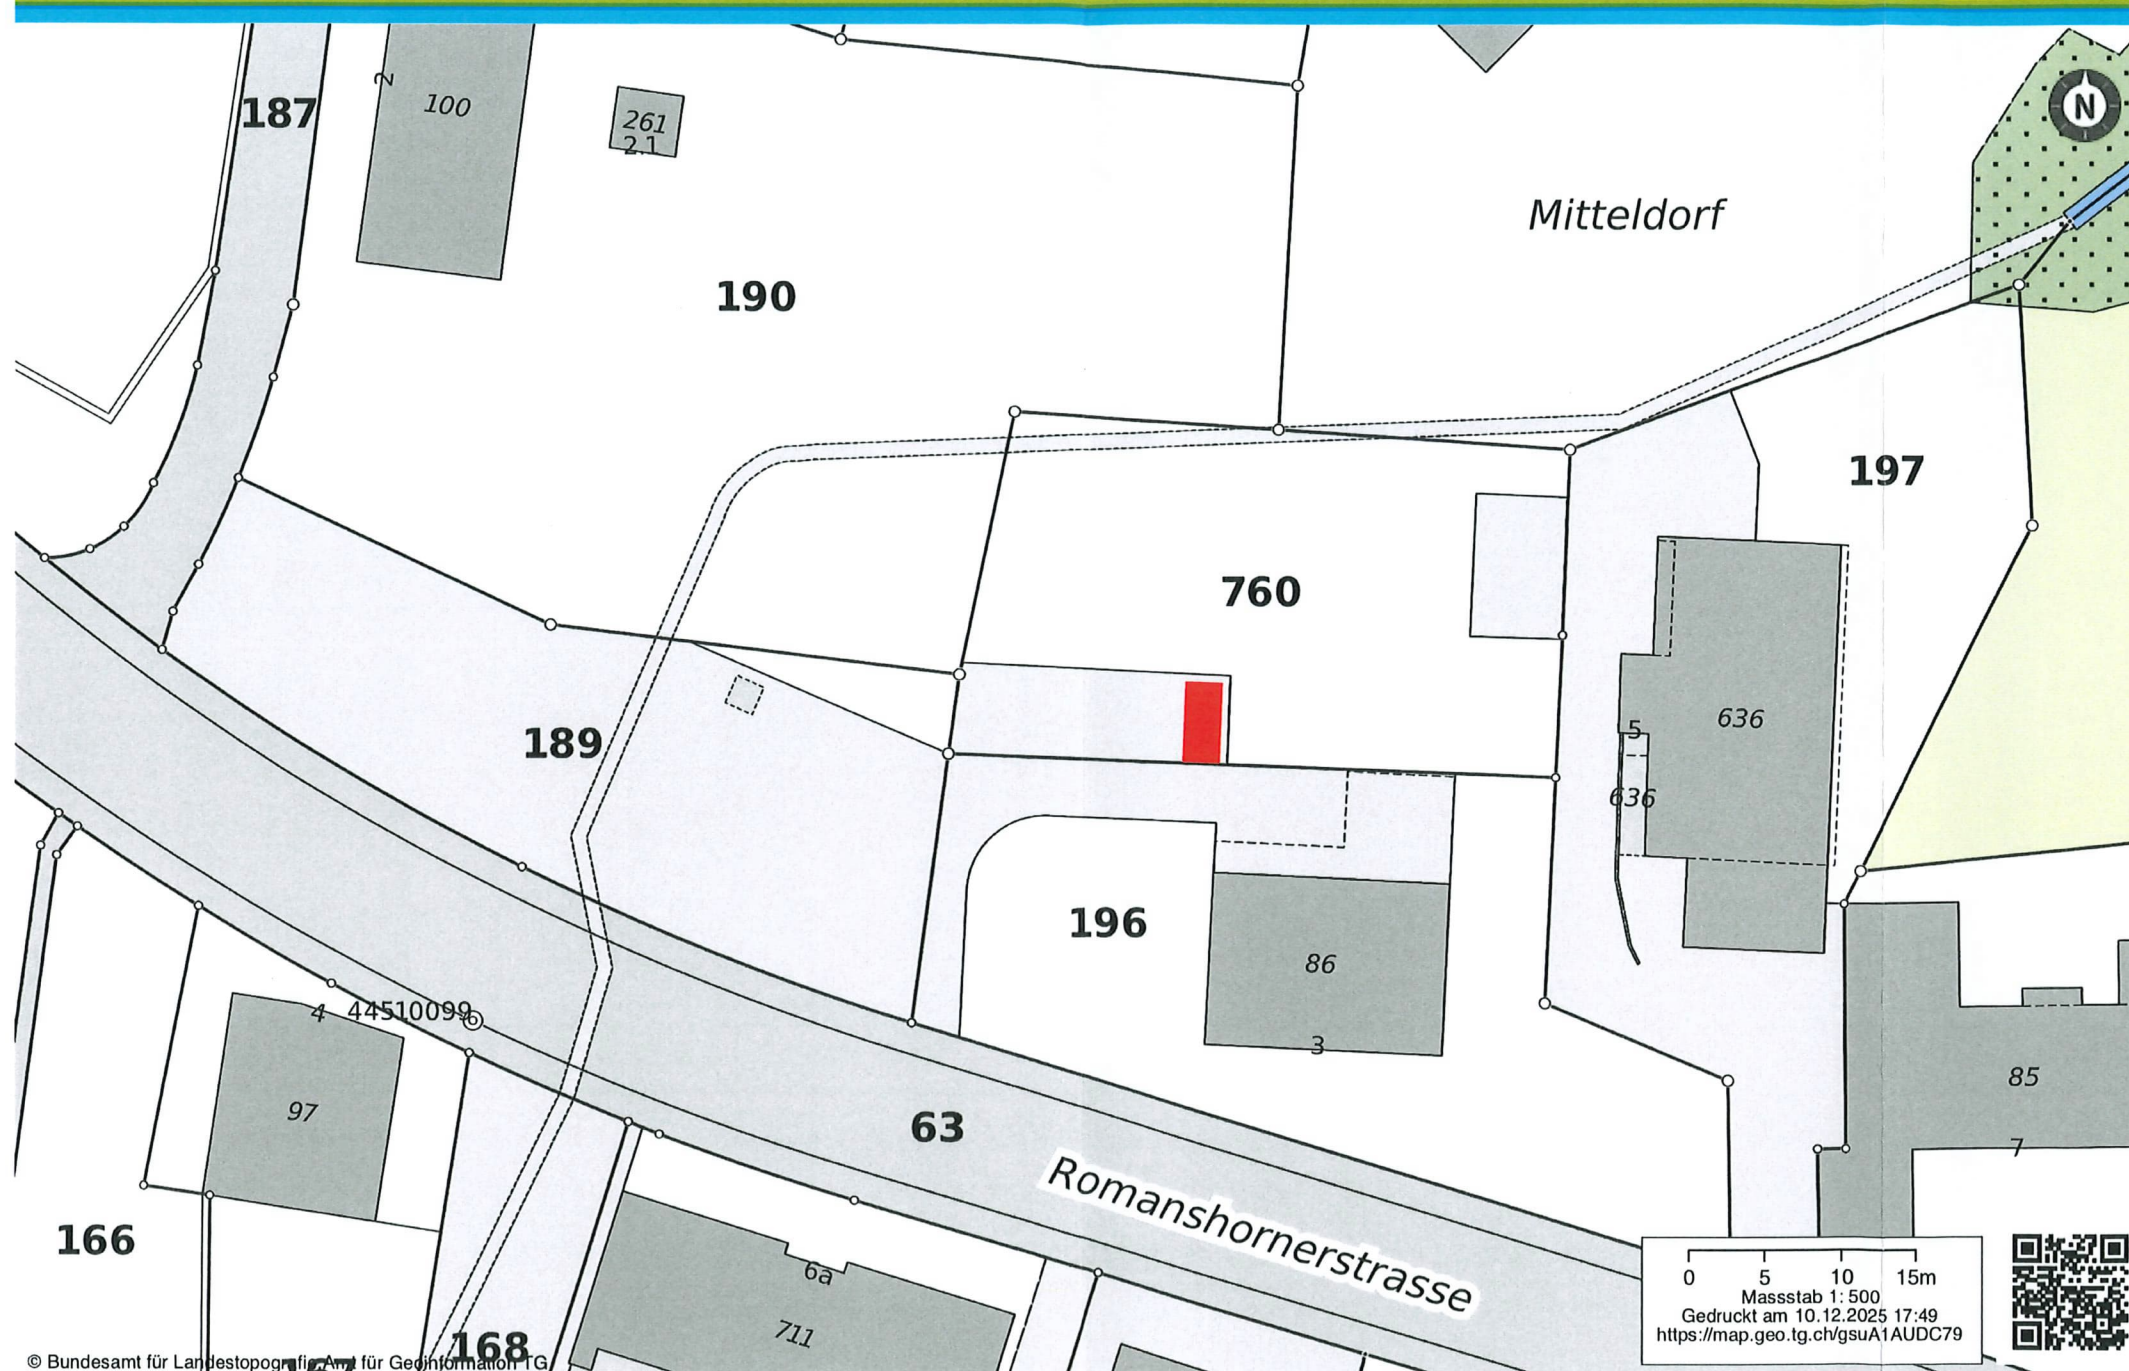 187
2
100
261
2.1
N
Mitteldorf
190
197
760
189
5
636
636
196
86
3
4
44510099
97
63
85
7
Romanshornerstrasse
166
6a
711
168
0 5 10 15m
Massstab 1: 500
Gedruckt am 10.12.2025 17:49
https://map.geo.tg.ch/gsuA1AUDC79
© Bundesamt für Landestopografie, Amt für Geoinformation TG